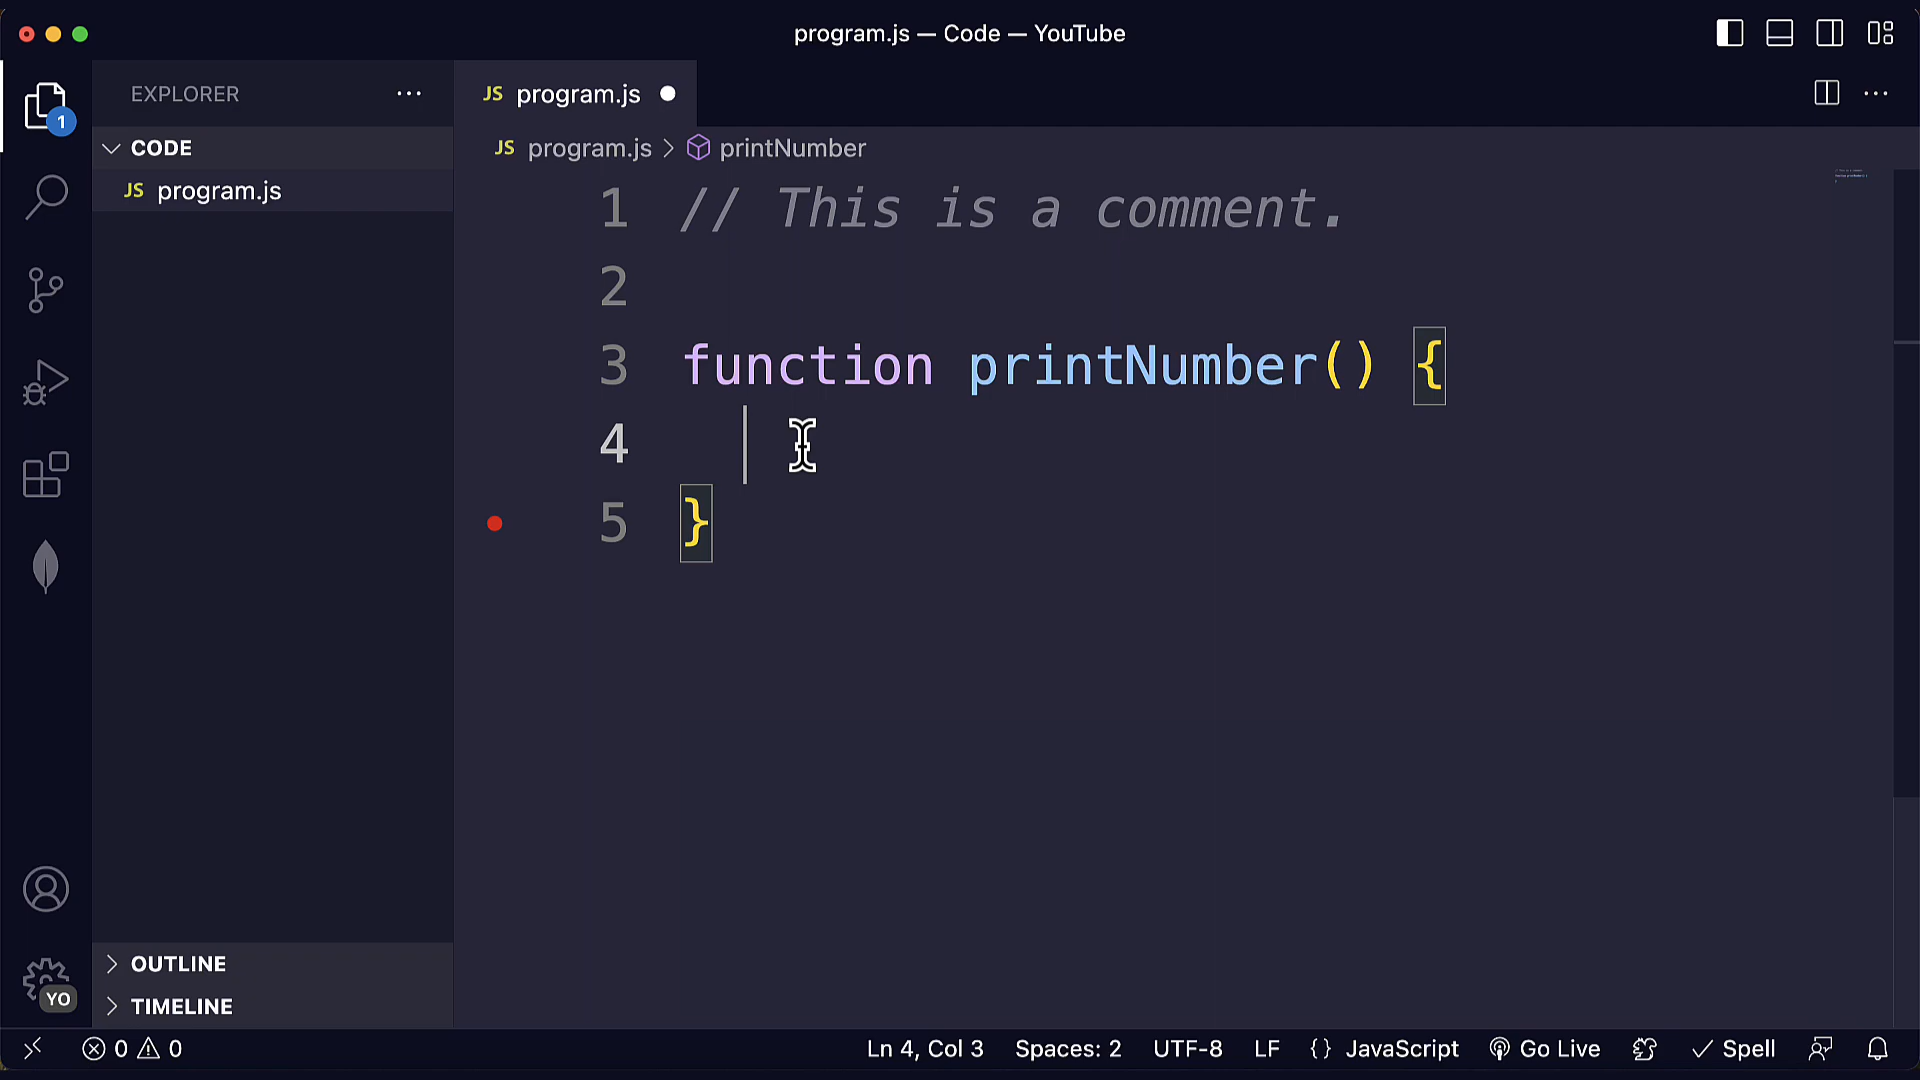 program.js — Code — YouTube
1
EXPLORER
JS program.js
CODE
JS program.js > printNumber
JS program.js
1 // This is a comment.
2
3 function printNumber() {
4
5 }
OUTLINE
YO
TIMELINE
0 0 Ln 4, Col 3 Spaces: 2 UTF-8 LF {} JavaScript Go Live Spell